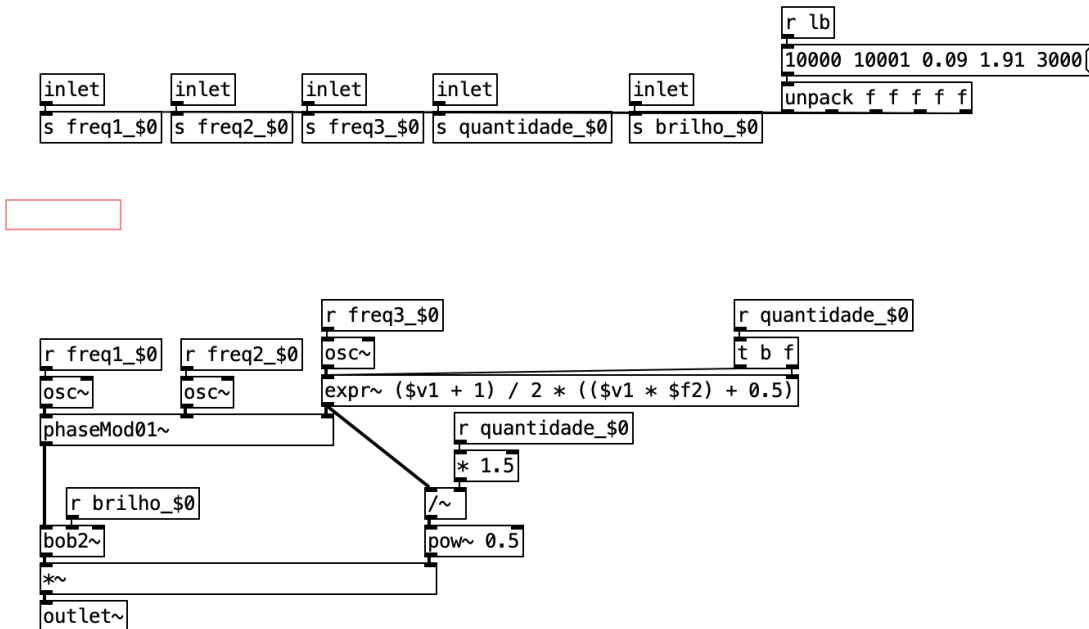 r lb
10000 10001 0.09 1.91 3000
unpack f f f f f
inlet
inlet
inlet
inlet
inlet
s freq1_$0
s freq2_$0
s freq3_$0
s quantidade_$0
s brilho_$0
r freq3_$0
r quantidade_$0
r freq1_$0
r freq2_$0
osc~
t b f
osc~
osc~
expr~ ($v1 + 1) / 2 * (($v1 * $f2) + 0.5)
phaseMod01~
r quantidade_$0
* 1.5
r brilho_$0
/~
bob2~
pow~ 0.5
*~
outlet~